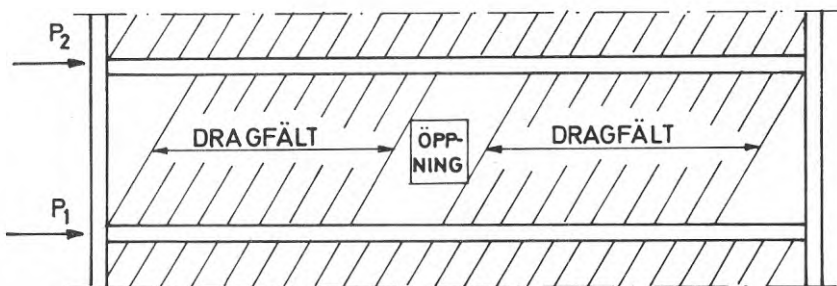 P2
DRAGFÄLT
ÖPP-
NING
DRAGFÄLT
P1